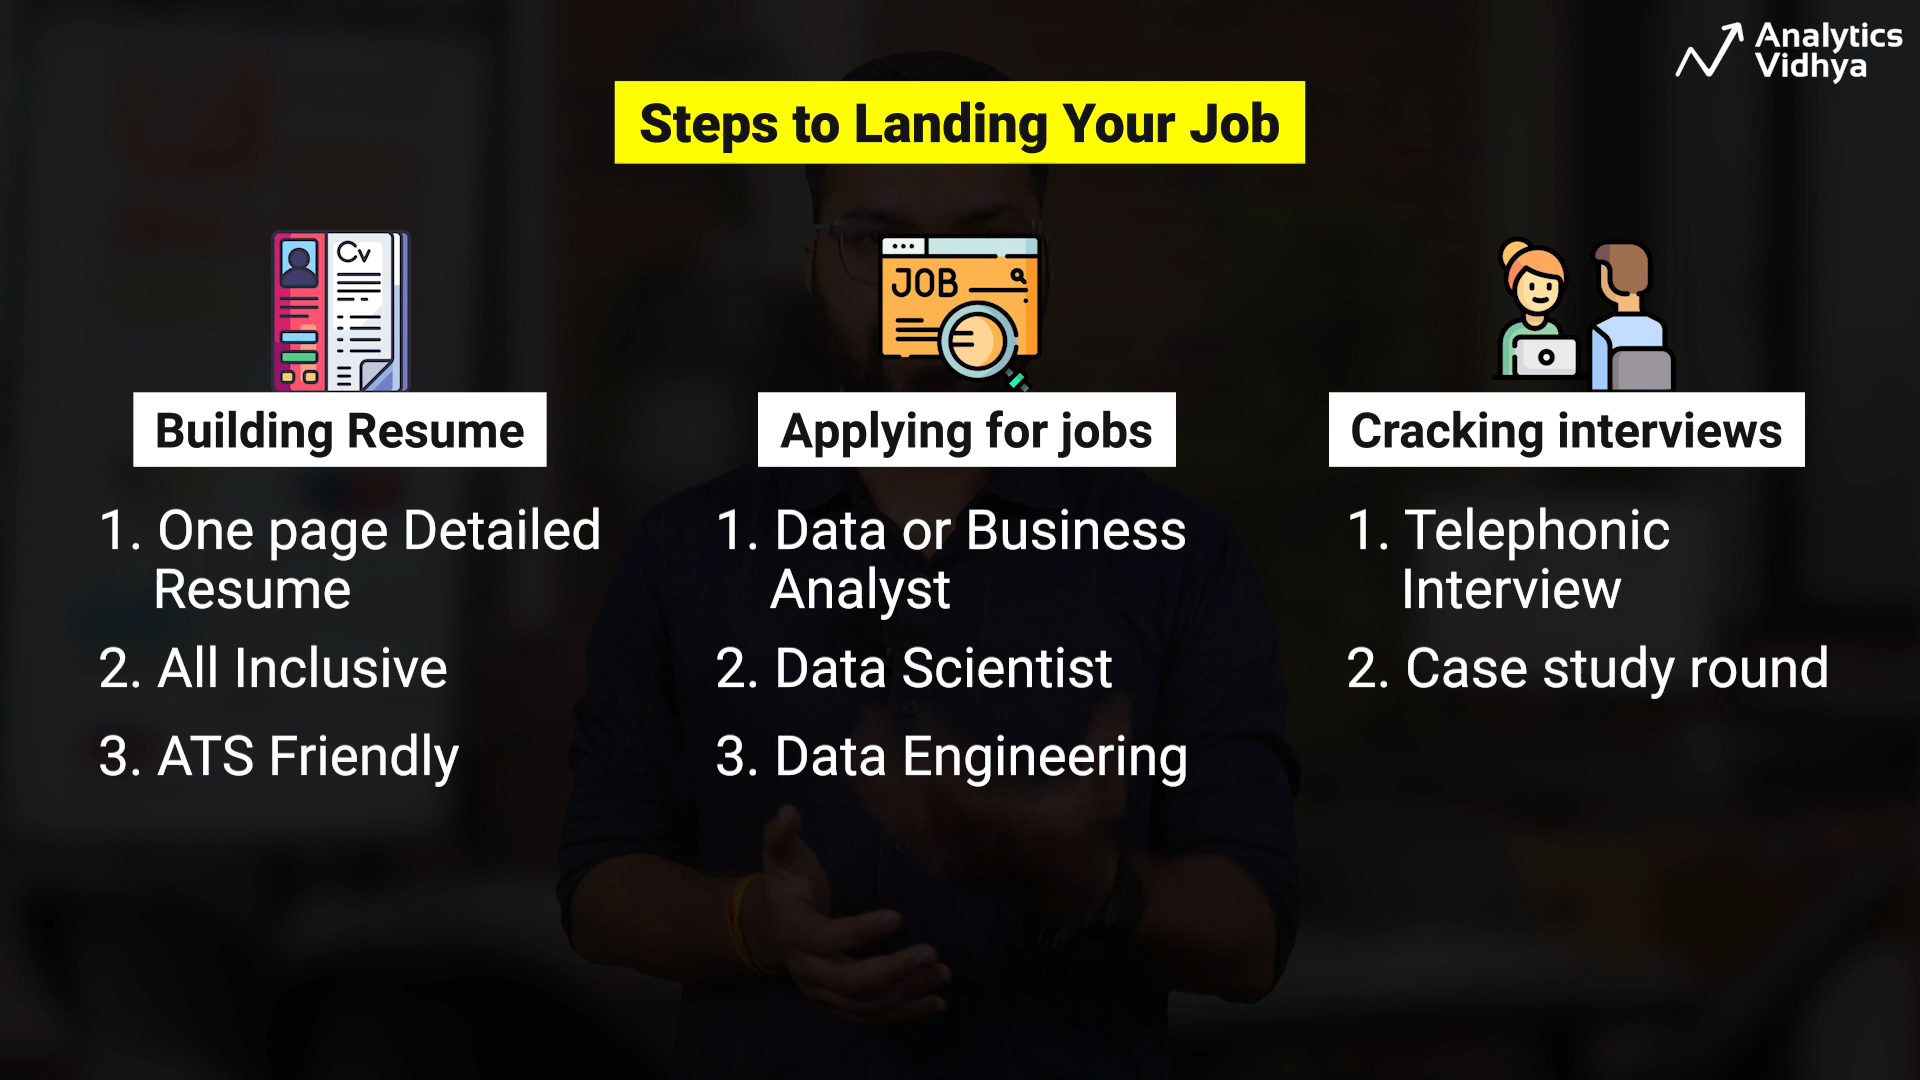 Analytics
Vidhya
Steps to Landing Your Job
Cv
Building Resume
1. One page Detailed
Resume
2. All Inclusive
3. ATS Friendly
JOB
Applying for jobs
1. Data or Business
Analyst
2. Data Scientist
3. Data Engineering
Cracking interviews
1. Telephonic
Interview
2. Case study round